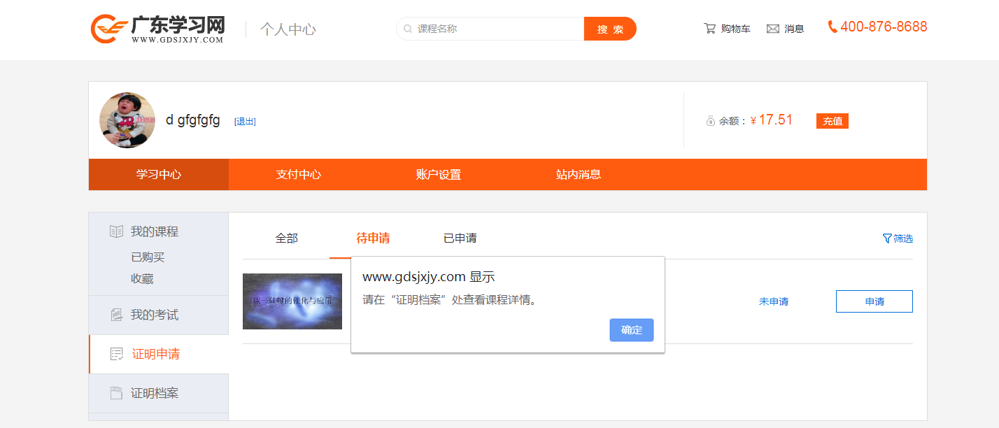 广东学习网
WWW.GDSJXJY.COM
个人中心
课程名称
搜 索
购物车
消息
400-876-8688
d gfgfgfg
[退出]
余额：￥17.51
充值
学习中心
支付中心
账户设置
站内消息
我的课程
已购买
收藏
我的考试
证明申请
证明档案
全部
待申请
已申请
筛选
www.gdsjxjy.com 显示
请在“证明档案”处查看课程详情。
确定
未申请
申请